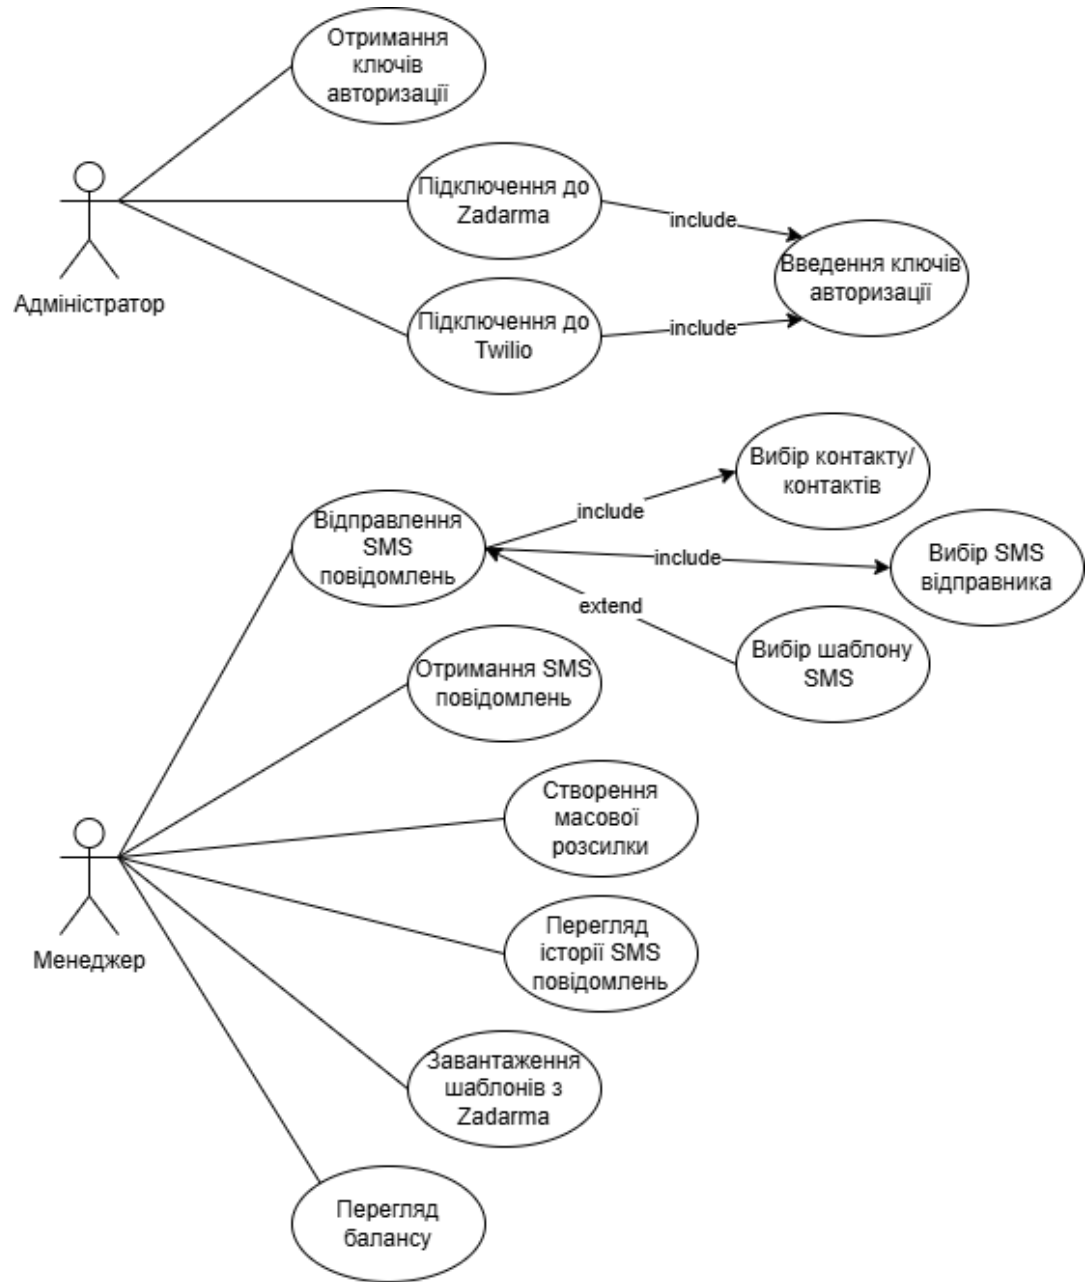 Отримання
ключів
авторизації
Підключення до
Zadarma
include
Введення ключів
авторизації
Адміністратор
Підключення до
Twilio
include
Вибір контакту/
контактів
include
Відправлення
SMS
повідомлень
include
Вибір SMS
відправника
extend
Вибір шаблону
SMS
Отримання SMS
повідомлень
Створення
масової
розсилки
Менеджер
Перегляд
історії SMS
повідомлень
Завантаження
шаблонів з
Zadarma
Перегляд
балансу